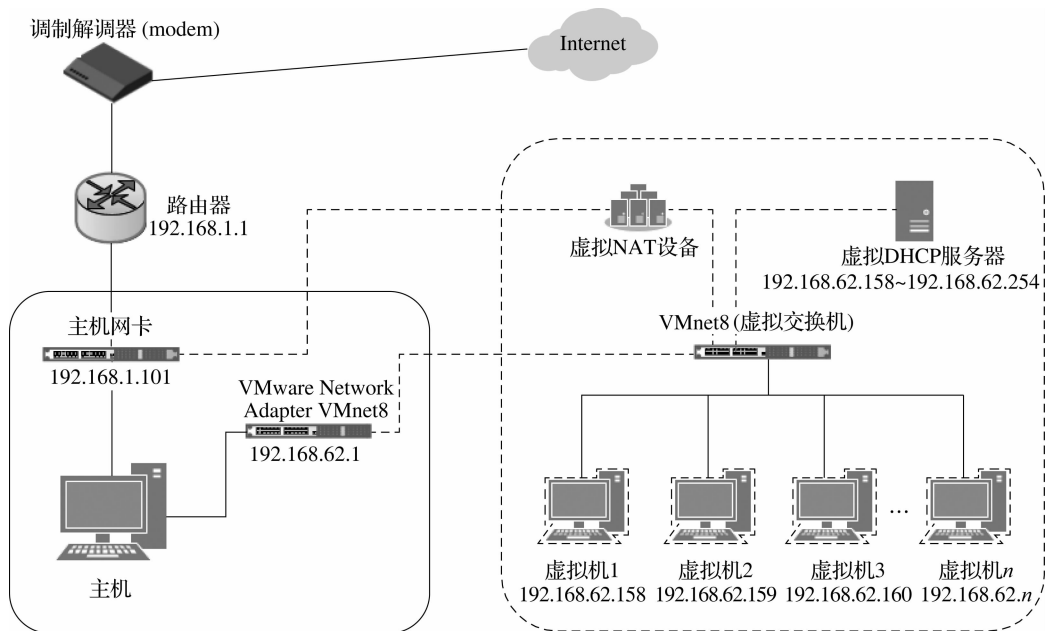 调制解调器 (modem)
Internet
路由器
192.168.1.1
虚拟NAT设备
虚拟DHCP服务器
192.168.62.158~192.168.62.254
主机网卡
192.168.1.101
VMware Network
Adapter VMnet8
192.168.62.1
主机
VMnet8 (虚拟交换机)
虚拟机1
192.168.62.158
虚拟机2
192.168.62.159
虚拟机3
192.168.62.160
...
虚拟机n
192.168.62.n